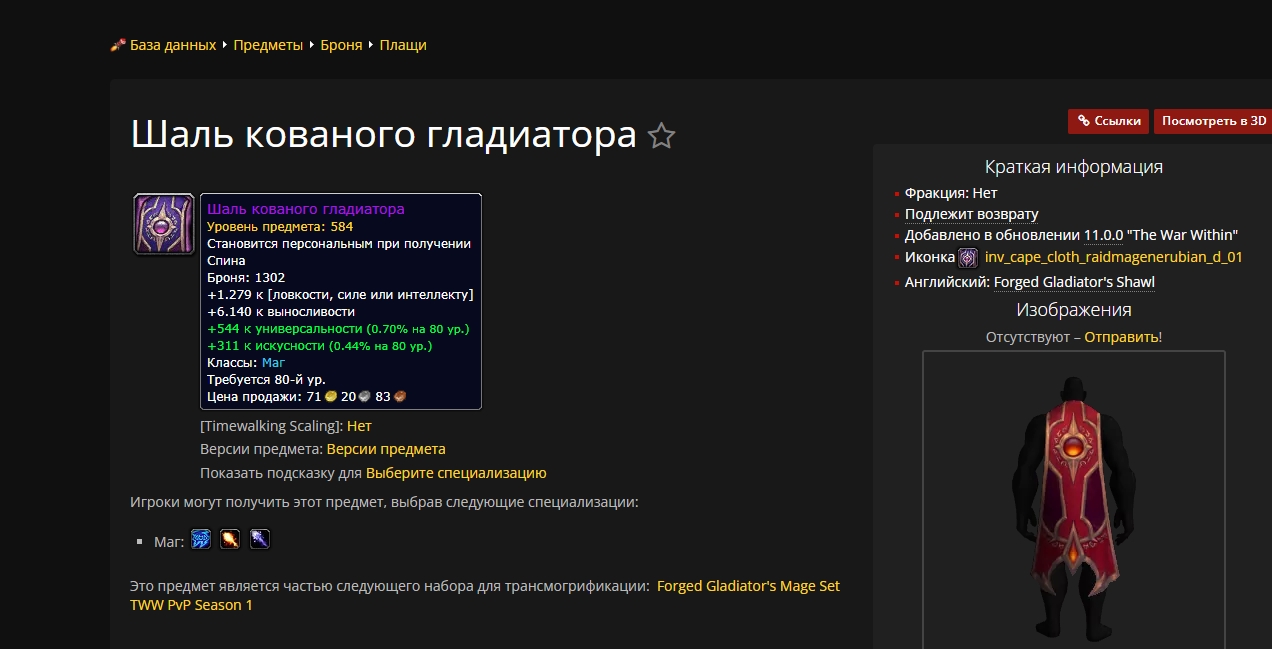 База данных Предметы Броня Плащи
Шаль кованого гладиатора
Ссылки
Посмотреть в 3D
Шаль кованого гладиатора
Уровень предмета: 584
Становится персональным при получении
Спина
Броня: 1302
+1.279 к [ловкости, силе или интеллекту]
+6.140 к выносливости
+544 к универсальности (0.70% на 80 ур.)
+311 к искусности (0.44% на 80 ур.)
Классы: Маг
Требуется 80-й ур.
Цена продажи: 71 20 83
[Timewalking Scaling]: Нет
Версии предмета: Версии предмета
Показать подсказку для Выберите специализацию
Игроки могут получить этот предмет, выбрав следующие специализации:
Маг:
Это предмет является частью следующего набора для трансмогрификации: Forged Gladiator's Mage Set
TWW PvP Season 1
Краткая информация
Фракция: Нет
Подлежит возврату
Добавлено в обновлении 11.0.0 "The War Within"
Иконка inv_cape_cloth_raidmagenerubian_d_01
Английский: Forged Gladiator's Shawl
Изображения
Отсутствуют – Отправить!